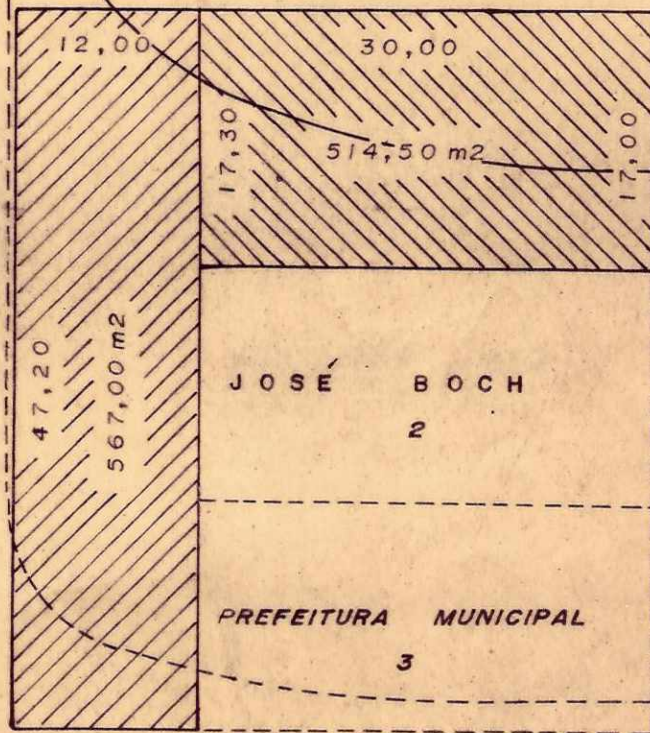 12,00
30,00
17,30
514,50 m2
17,00
47,20
567,00 m2
JOSÉ BOCH
2
PREFEITURA MUNICIPAL
3